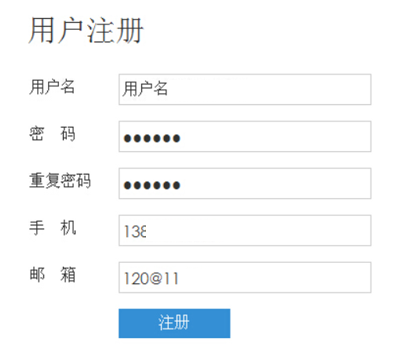 用户注册
用户名 用户名
密 码 ●●●●●●
重复密码 ●●●●●●
手 机 138
邮 箱 120@11
注册